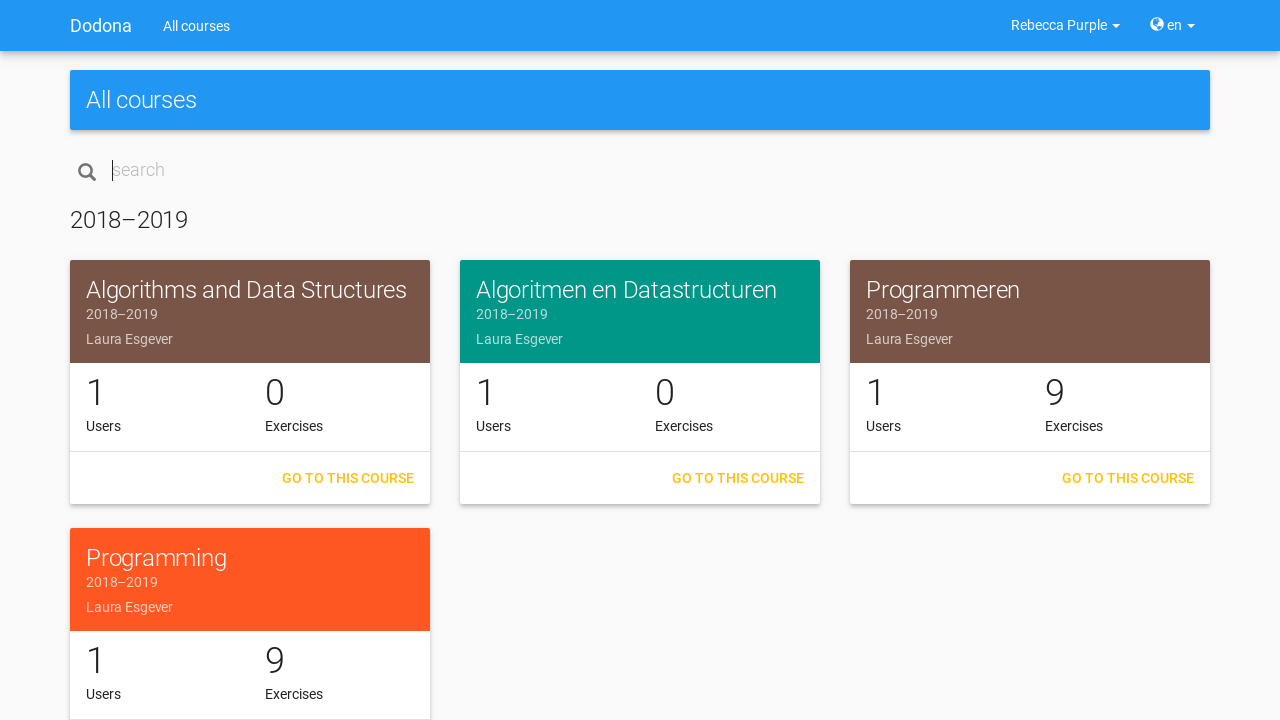 Dodona
All courses
Rebecca Purple
en
All courses
search
2018–2019
Algorithms and Data Structures
2018–2019
Laura Esgever
1
0
Users
Exercises
GO TO THIS COURSE
Algoritmen en Datastructuren
2018–2019
Laura Esgever
1
0
Users
Exercises
GO TO THIS COURSE
Programmeren
2018–2019
Laura Esgever
1
9
Users
Exercises
GO TO THIS COURSE
Programming
2018–2019
Laura Esgever
1
9
Users
Exercises